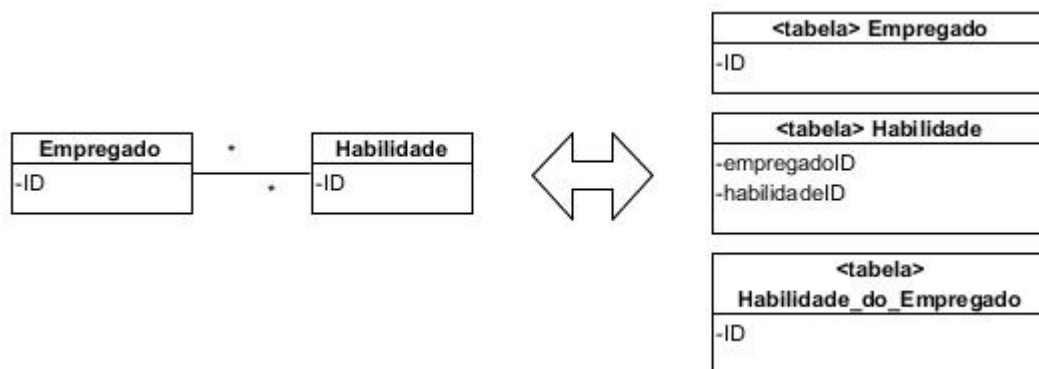 Empregado
-ID
*
*
Habilidade
-ID
<tabela> Empregado
-ID
<tabela> Habilidade
-empregadoID
-habilidadeID
<tabela>
Habilidade_do_Empregado
-ID